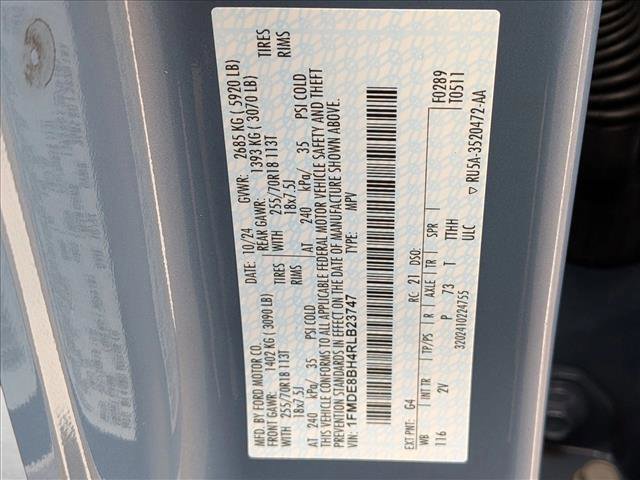 MFD. BY FORD MOTOR CO.
DATE: 10/24 GVWR: 2685 KG ( 5920 LB)
FRONT GAWR: 1402 KG ( 3090 LB) REAR GAWR: 1393 KG ( 3070 LB)
WITH 255/70R18 113T TIRES WITH 255/70R18 113T TIRES
18x7.5J RIMS 18x7.5J RIMS
AT 240 kPa/ 35 PSI COLD AT 240 kPa/ 35 PSI COLD
THIS VEHICLE CONFORMS TO ALL APPLICABLE FEDERAL MOTOR VEHICLE SAFETY AND THEFT
PREVENTION STANDARDS IN EFFECT ON THE DATE OF MANUFACTURE SHOWN ABOVE.
VIN: 1FMDE8BH4RLB23747
TYPE: MPV
F0289
T0511
EXT PNT: G4 RC: 21 DSO:
WB INT TR TP/PS R AXLE TR SPR
116 2V P 73 T TTHH
ULC
3202410224755
▽ RU5A-3520472-AA